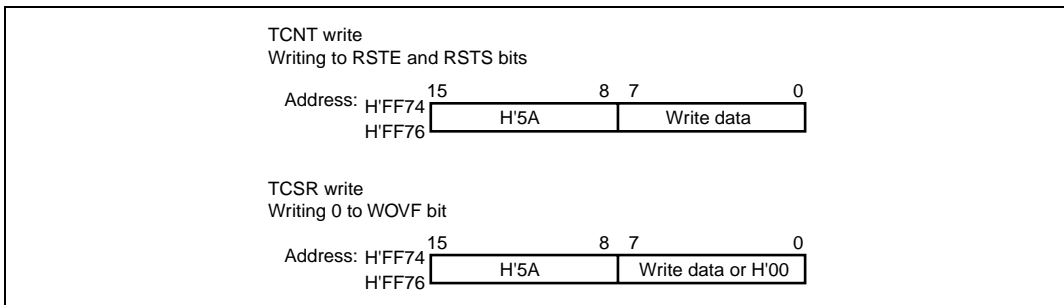 TCNT write
Writing to RSTE and RSTS bits
15 8 7 0
Address: H'FF74 H'5A Write data
H'FF76
TCSR write
Writing 0 to WOVF bit
15 8 7 0
Address: H'FF74 H'5A Write data or H'00
H'FF76